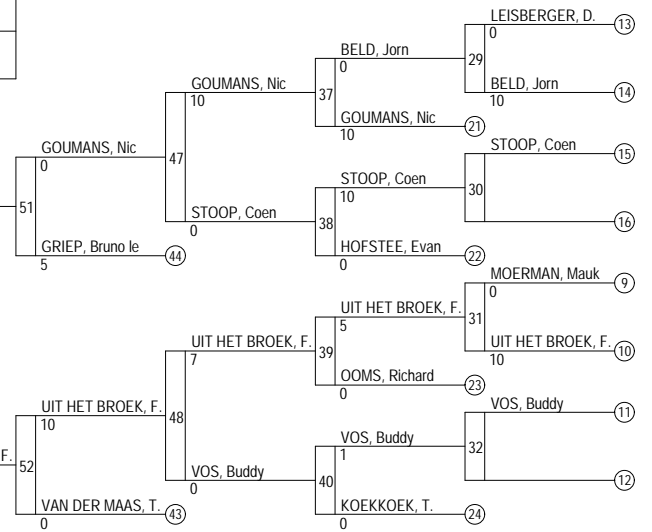 LEISBERGER, D. 13
0
BELD, Jorn 29
0
GOUMANS, Nic BELD, Jorn 14
10 37 10
GOUMANS, Nic 21
10
GOUMANS, Nic 47 STOOP, Coen 15
0
STOOP, Coen 30
10
51 STOOP, Coen 38 16
0
GRIEP, Bruno le 44 HOFSTEE, Evan 22
5 0
MOERMAN, Mauk 9
0
UIT HET BROEK, F. 31
5
UIT HET BROEK, F. 39 UIT HET BROEK, F. 10
7 10
OOMS, Richard 23
0
UIT HET BROEK, F. 48 VOS, Buddy 11
10
VOS, Buddy 32
1
F. 52 VOS, Buddy 40 12
0
VAN DER MAAS, T. 43 KOEKKOEK, T. 24
0 0